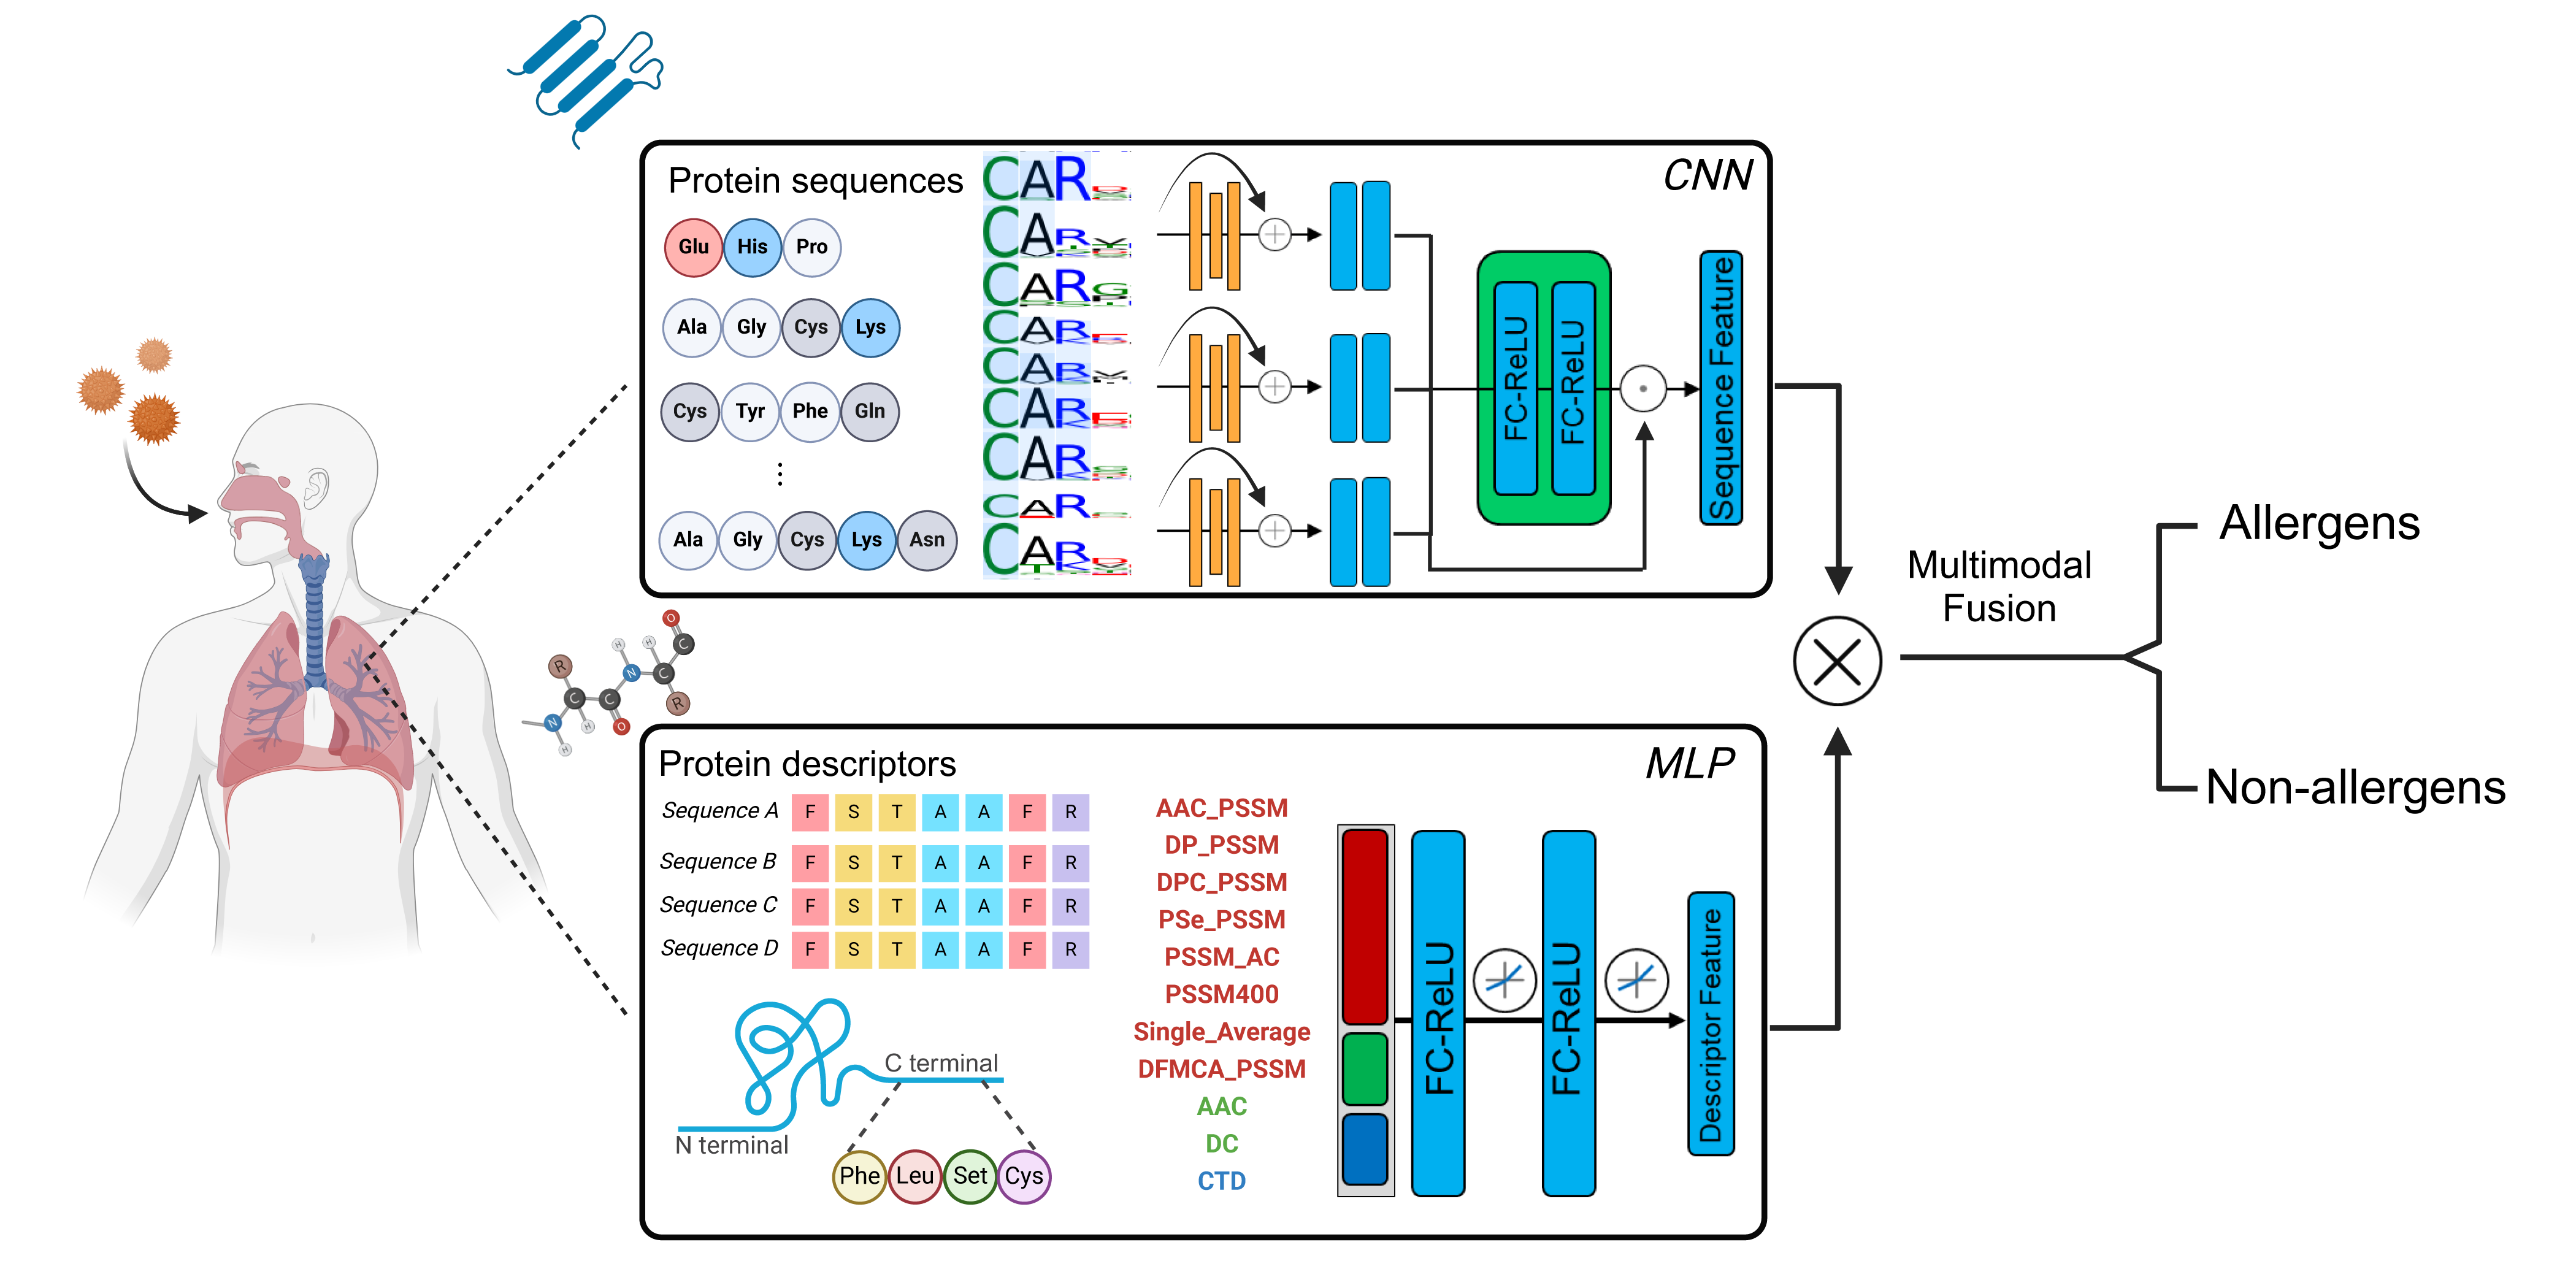 Protein sequences
CNN
Glu His Pro
Ala Gly Cys Lys
Cys Tyr Phe Gln
⋮
Ala Gly Cys Lys Asn
CAR
CAR
CARG
CAR
CAR
CAR
CAR
CAR
CAR
FC-ReLU
FC-ReLU
Sequence Feature
R
C
N
H
H
C
O
H
N
H
C
R
C
O
Protein descriptors
MLP
Sequence A F S T A A F R
Sequence B F S T A A F R
Sequence C F S T A A F R
Sequence D F S T A A F R
C terminal
N terminal
Phe Leu Set Cys
AAC_PSSM
DP_PSSM
DPC_PSSM
PSe_PSSM
PSSM_AC
PSSM400
Single_Average
DFMCA_PSSM
AAC
DC
CTD
FC-ReLU
FC-ReLU
Descriptor Feature
Multimodal
Fusion
Allergens
Non-allergens